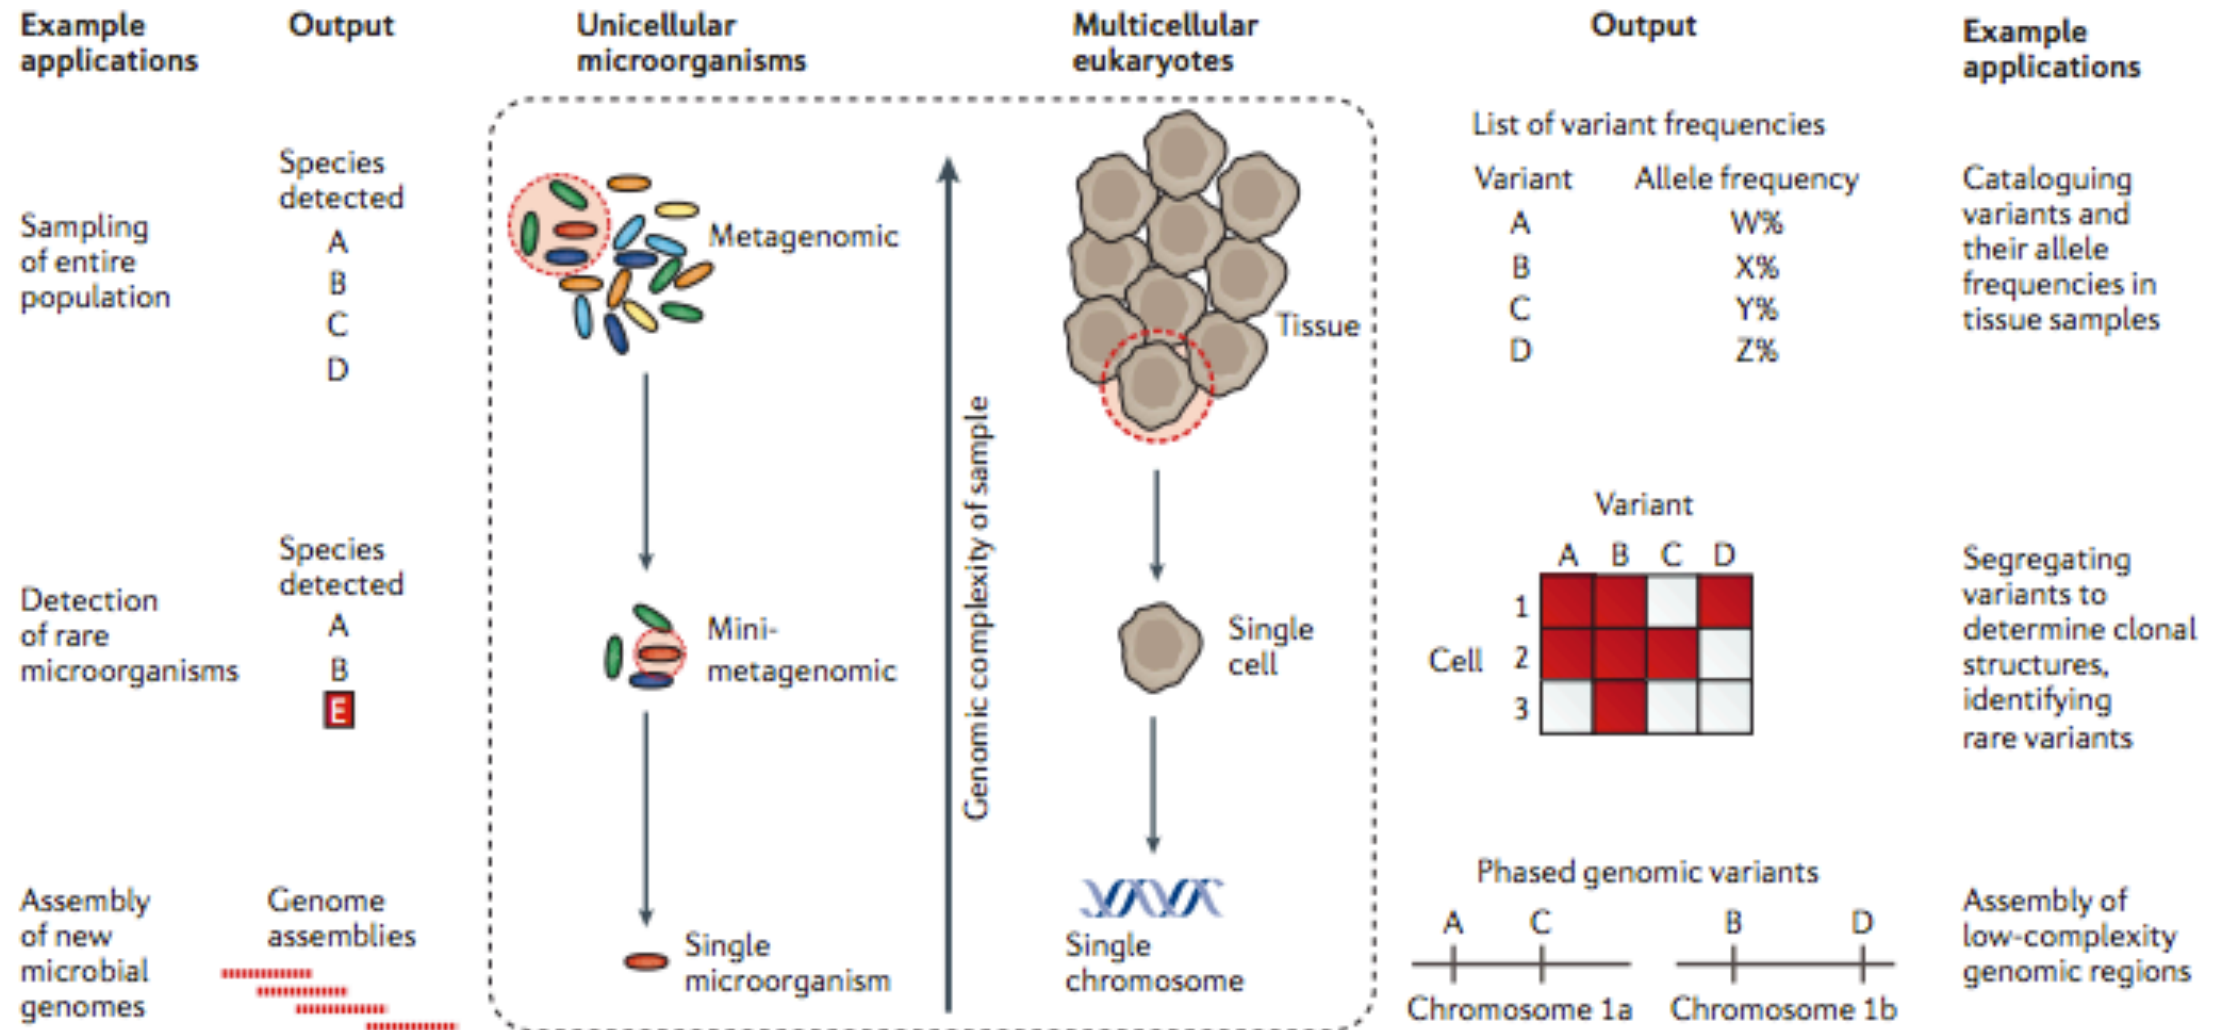 Example
applications
Output
Unicellular
microorganisms
Multicellular
eukaryotes
Output
Example
applications
Sampling
of entire
population
Species
detected
A
B
C
D
Metagenomic
Tissue
List of variant frequencies
Variant Allele frequency
A W%
B X%
C Y%
D Z%
Cataloguing
variants and
their allele
frequencies in
tissue samples
Genomic complexity of sample
Detection
of rare
microorganisms
Species
detected
A
B
E
Mini-
metagenomic
Single
cell
Variant
A B C D
1
Cell 2
3
Segregating
variants to
determine clonal
structures,
identifying
rare variants
Assembly
of new
microbial
genomes
Genome
assemblies
Single
microorganism
Single
chromosome
Phased genomic variants
A C B D
Chromosome 1a Chromosome 1b
Assembly of
low-complexity
genomic regions